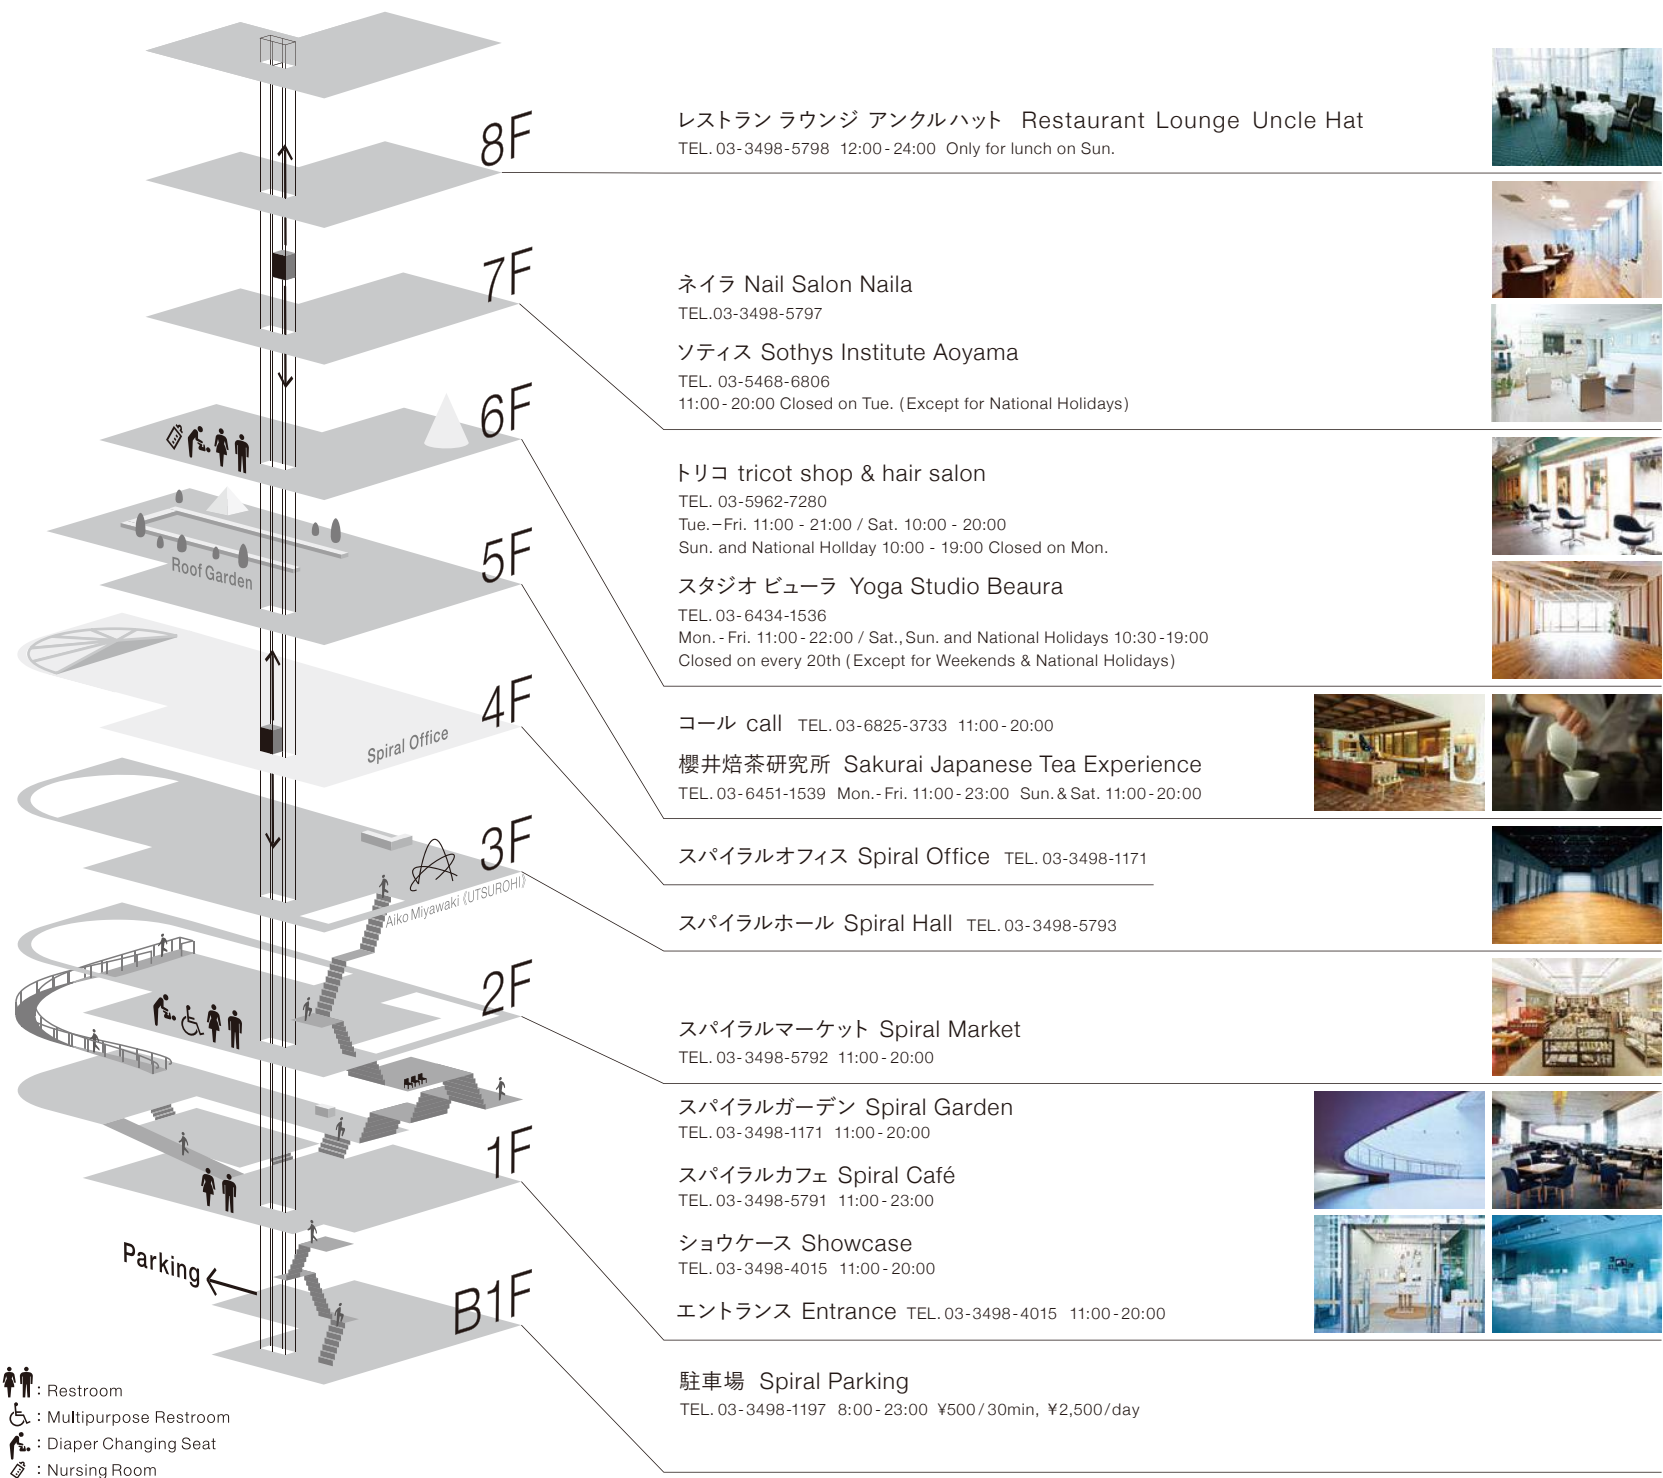 8F
レストラン ラウンジ アンクルハット Restaurant Lounge Uncle Hat
TEL. 03-3498-5798 12:00-24:00 Only for lunch on Sun.
7F
ネイラ Nail Salon Naila
TEL.03-3498-5797
ソティス Sothys Institute Aoyama
TEL. 03-5468-6806
11:00-20:00 Closed on Tue. (Except for National Holidays)
6F
トリコ tricot shop & hair salon
TEL. 03-5962-7280
Tue.–Fri. 11:00 - 21:00 / Sat. 10:00 - 20:00
Sun. and National Hollday 10:00 - 19:00 Closed on Mon.
スタジオ ビューラ Yoga Studio Beaura
TEL. 03-6434-1536
Mon.-Fri. 11:00-22:00 / Sat., Sun. and National Holidays 10:30-19:00
Closed on every 20th (Except for Weekends & National Holidays)
Roof Garden
5F
コール call TEL. 03-6825-3733 11:00-20:00
櫻井焙茶研究所 Sakurai Japanese Tea Experience
TEL. 03-6451-1539 Mon.-Fri. 11:00-23:00 Sun. & Sat. 11:00-20:00
4F
Spiral Office
スパイラルオフィス Spiral Office TEL. 03-3498-1171
3F
Aiko Miyawaki《UTSUROHI》
スパイラルホール Spiral Hall TEL. 03-3498-5793
2F
スパイラルマーケット Spiral Market
TEL. 03-3498-5792 11:00-20:00
1F
スパイラルガーデン Spiral Garden
TEL. 03-3498-1171 11:00-20:00
スパイラルカフェ Spiral Café
TEL. 03-3498-5791 11:00-23:00
ショウケース Showcase
TEL. 03-3498-4015 11:00-20:00
エントランス Entrance TEL. 03-3498-4015 11:00-20:00
Parking
B1F
駐車場 Spiral Parking
TEL. 03-3498-1197 8:00-23:00 ¥500/30min, ¥2,500/day
: Restroom
: Multipurpose Restroom
: Diaper Changing Seat
: Nursing Room